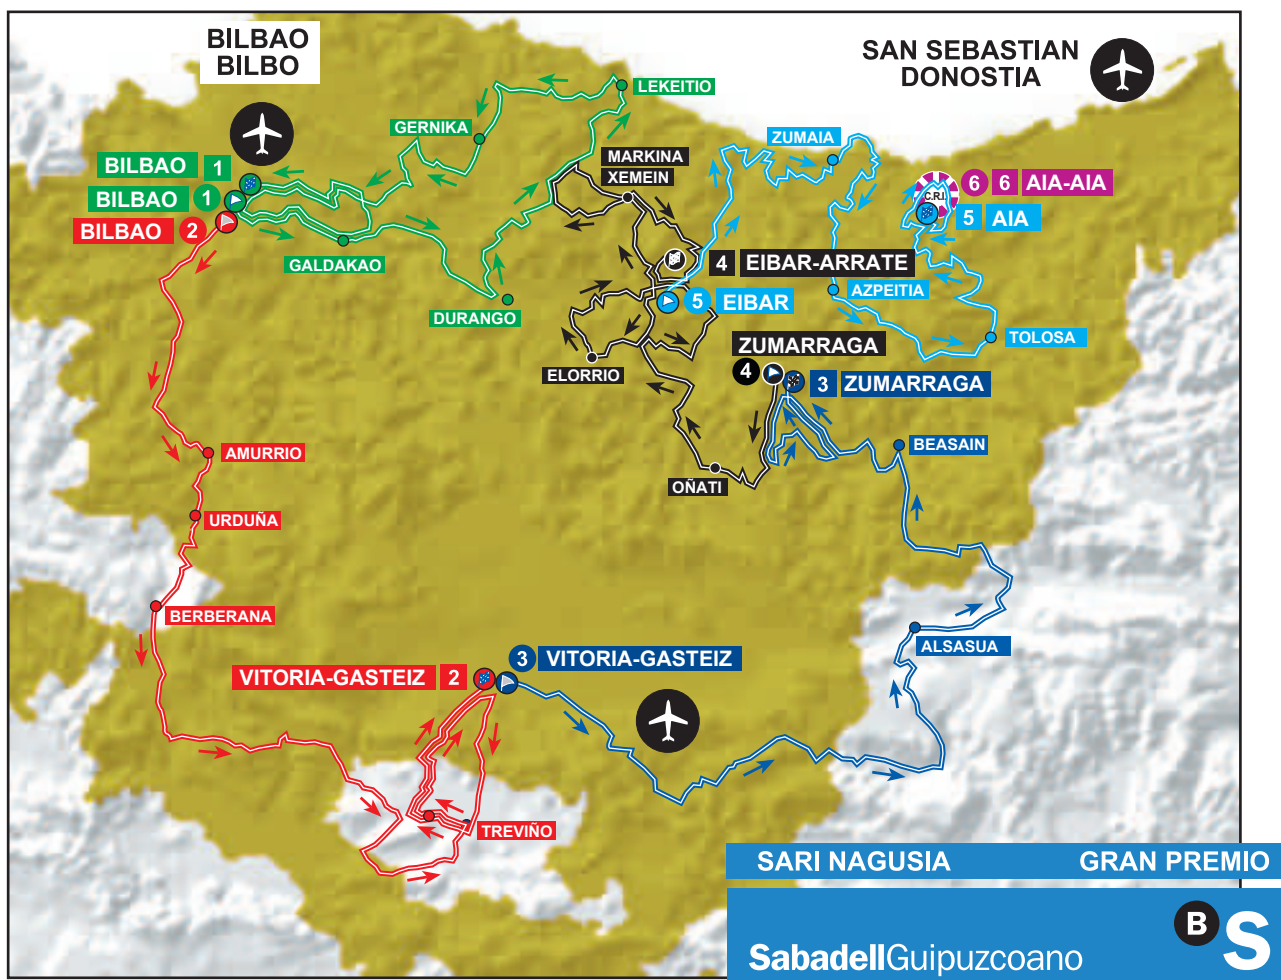 BILBAO
BILBO
SAN SEBASTIAN
DONOSTIA
LEKEITIO
GERNIKA
ZUMAIA
MARKINA
XEMEIN
BILBAO 1
BILBAO 1
BILBAO 2
C.R.I.
6 6 AIA-AIA
5 AIA
GALDAKAO
4 EIBAR-ARRATE
AZPEITIA
5 EIBAR
DURANGO
TOLOSA
ZUMARRAGA
4
3 ZUMARRAGA
ELORRIO
BEASAIN
AMURRIO
OÑATI
URDUÑA
BERBERANA
ALSASUA
3 VITORIA-GASTEIZ
VITORIA-GASTEIZ 2
TREVIÑO
SARI NAGUSIA GRAN PREMIO
B S
SabadellGuipuzcoano